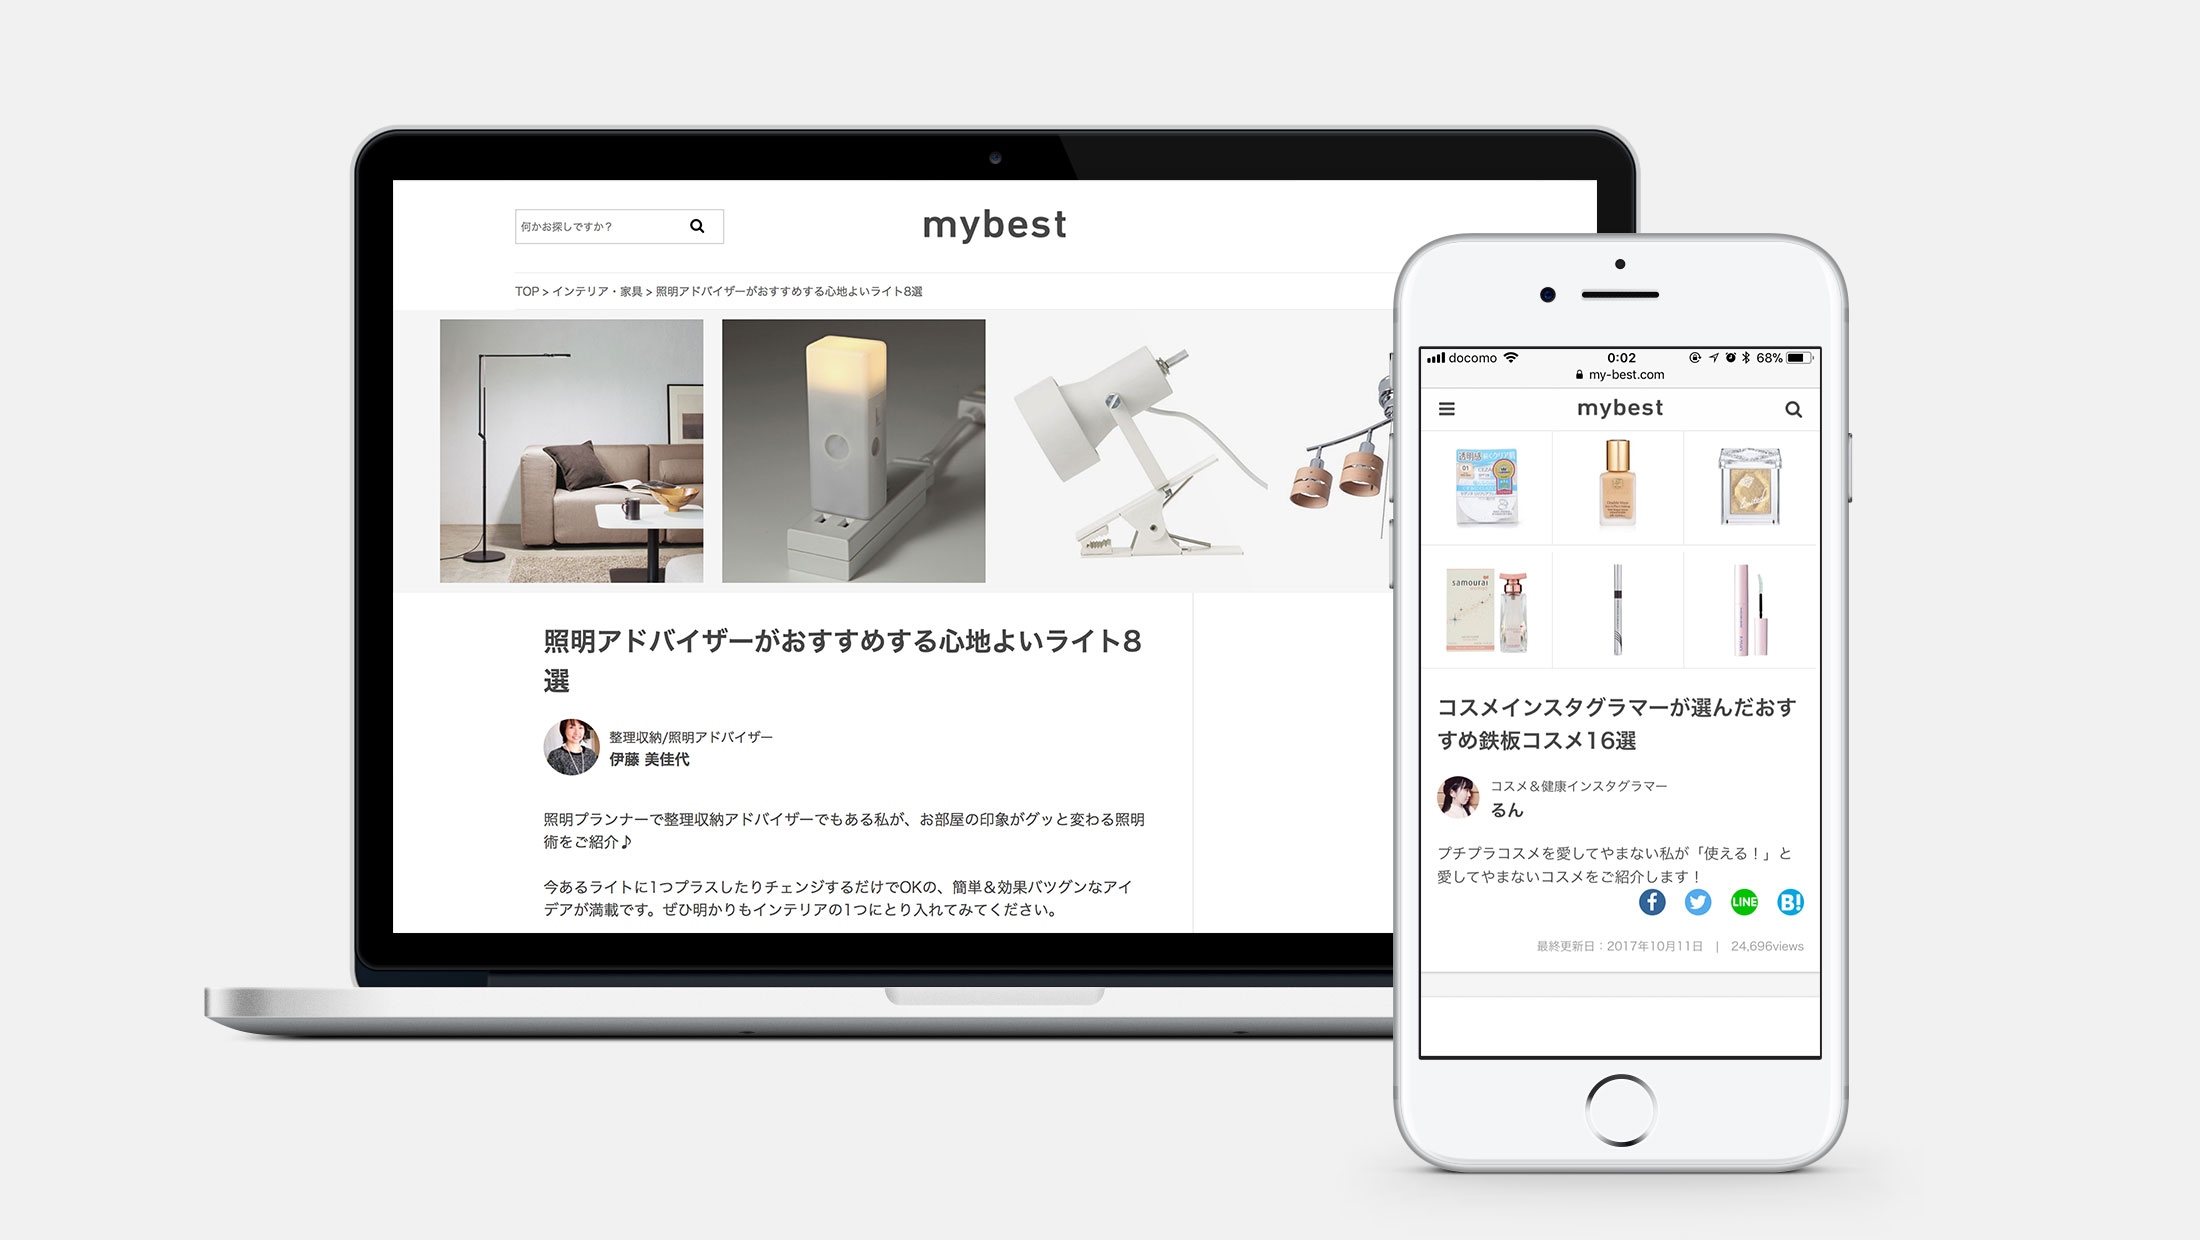 何かお探しですか？
mybest
TOP > インテリア・家具 > 照明アドバイザーがおすすめする心地よいライト8選
照明アドバイザーがおすすめする心地よいライト8
選
整理収納/照明アドバイザー
伊藤 美佳代
照明プランナーで整理収納アドバイザーでもある私が、お部屋の印象がグッと変わる照明
術をご紹介♪
今あるライトに1つプラスしたりチェンジするだけでOKの、簡単＆効果バツグンなアイ
デアが満載です。ぜひ明かりもインテリアの1つにとり入れてみてください。
docomo 0:02 68%
my-best.com
mybest
透明感
01
samourai
コスメインスタグラマーが選んだおす
すめ鉄板コスメ16選
コスメ＆健康インスタグラマー
るん
プチプラコスメを愛してやまない私が「使える！」と
愛してやまないコスメをご紹介します！
LINE B!
最終更新日：2017年10月11日 | 24,696views